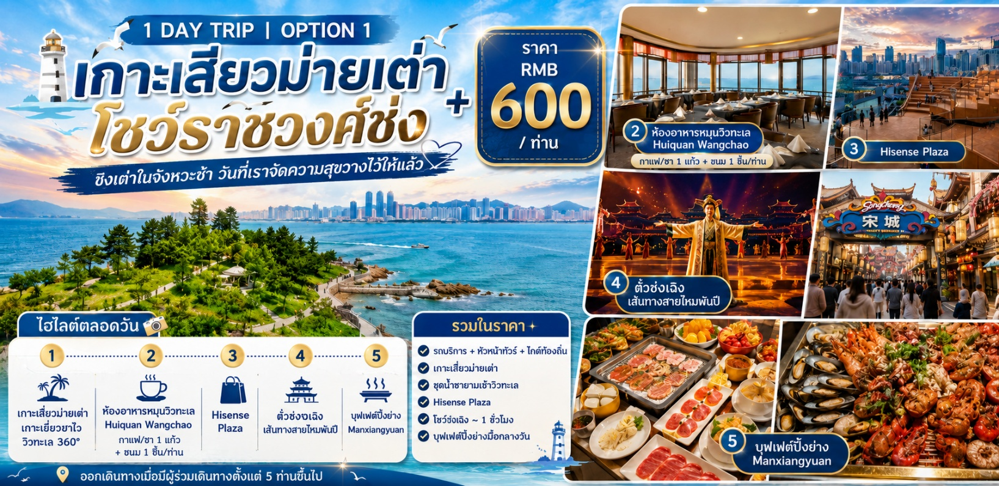 1 DAY TRIP | OPTION 1
เกาะเสียวม่ายเต่า
+
โชว์ราชวงศ์ซ่ง
ชิงเต่าในจังหวะช้า วันที่เราจัดความสุขวางไว้ให้แล้ว
ราคา
RMB
600
/ ท่าน
2
ห้องอาหารหมุนวิวทะเล
Huiquan Wangchao
กาแฟ/ชา 1 แก้ว + ขนม 1 ชิ้น/ท่าน
3
Hisense Plaza
4
ตั๋วซ่งเฉิง
เส้นทางสายไหมพันปี
Songcheng
宋城
5
บุฟเฟต์ปิ้งย่าง
Manxiangyuan
ไฮไลต์ตลอดวัน
1
เกาะเสี่ยวม่ายเต่า
เกาะเขี่ยวยาไว
วิวทะเล 360°
2
ห้องอาหารหมุนวิวทะเล
Huiquan Wangchao
กาแฟ/ชา 1 แก้ว
+ ขนม 1 ชิ้น/ท่าน
3
Hisense
Plaza
4
ตั๋วซ่งงเฉิง
เส้นทางสายไหมพันปี
5
บุฟเฟต์ปิ้งย่าง
Manxiangyuan
รวมในราคา
รถบริการ + หัวหน้าทัวร์ + ไกด์ท้องถิ่น
เกาะเสี่ยวม่ายเต่า
ชุดน้ำชายามเช้าวิวทะเล
Hisense Plaza
โชว์ซ่งเฉิง ~ 1 ชั่วโมง
บุฟเฟต์ปิ้งย่างมื้อกลางวัน
ออกเดินทางเมื่อมีผู้ร่วมเดินทางตั้งแต่ 5 ท่านขึ้นไป